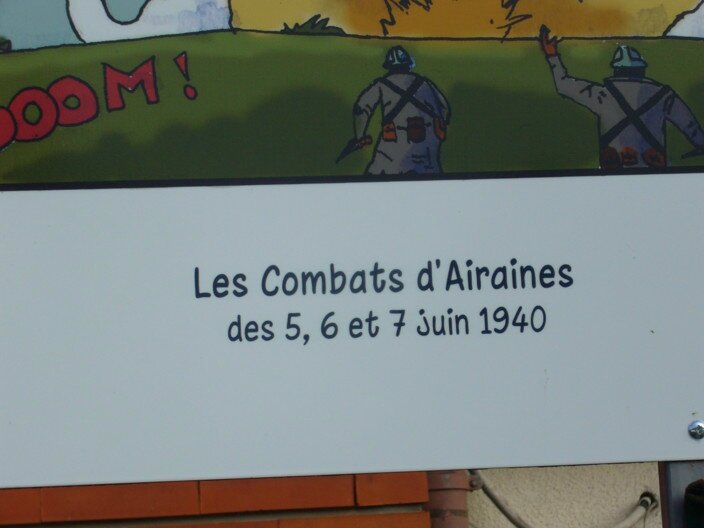 OOOM!
Les Combats d'Airaines
des 5, 6 et 7 juin 1940